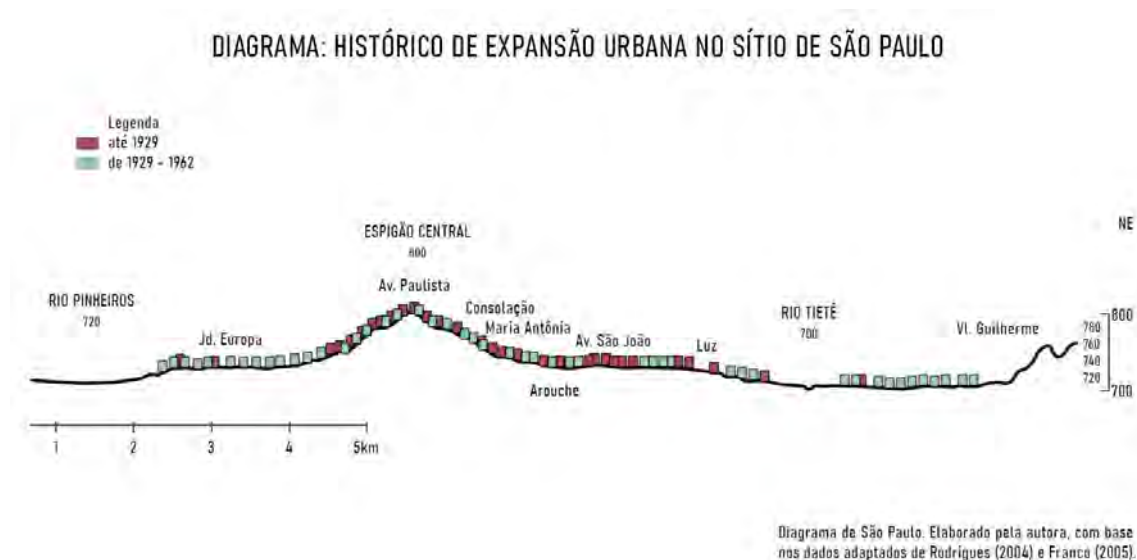 DIAGRAMA: HISTÓRICO DE EXPANSÃO URBANA NO SÍTIO DE SÃO PAULO
Legenda
até 1929
de 1929 - 1962
NE
ESPIGÃO CENTRAL
800
Av. Paulista
RIO PINHEIROS
720
Jd. Europa
Consolação
Maria Antônia
Av. São João
Arouche
Luz
RIO TIETÊ
700
Vl. Guilherme
800
780
760
740
720
700
1 2 3 4 5km
Diagrama de São Paulo. Elaborado pela autora, com base
nos dados adaptados de Rodrigues (2004) e Franco (2005).